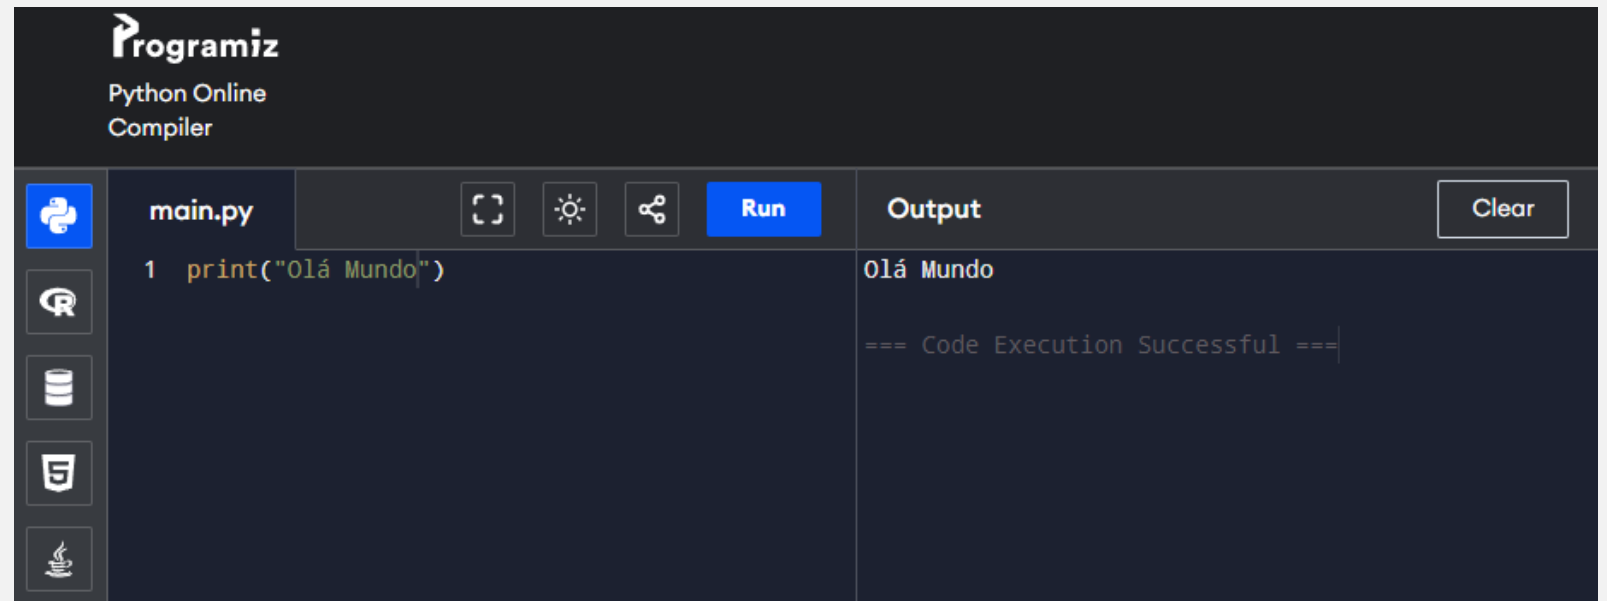 Programiz
Python Online
Compiler
main.py
Run
Output
Clear
1 print("Olá Mundo")
Olá Mundo
=== Code Execution Successful ===